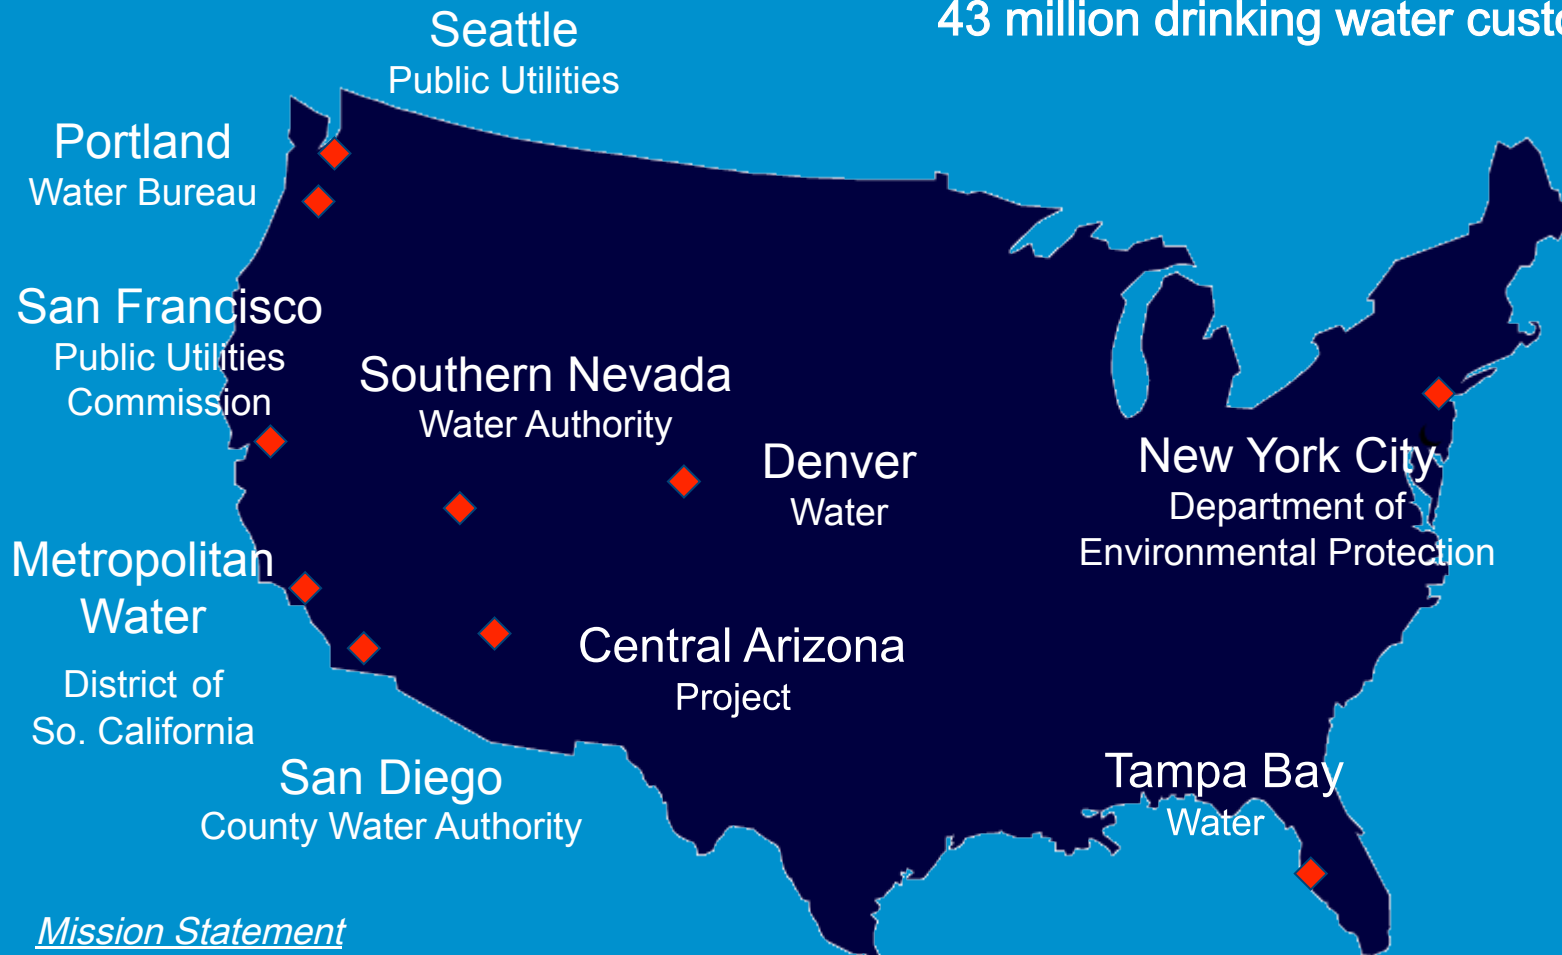 43 million drinking water
Seattle
Public Utilities
Portland
Water Bureau
San Francisco
Public Utilities
Commission
Southern Nevada
Water Authority
Denver
Water
New York City
Department of
Environmental Protection
Metropolitan
Water
District of
So. California
Central Arizona
Project
San Diego
County Water Authority
Tampa Bay
Water
Mission Statement